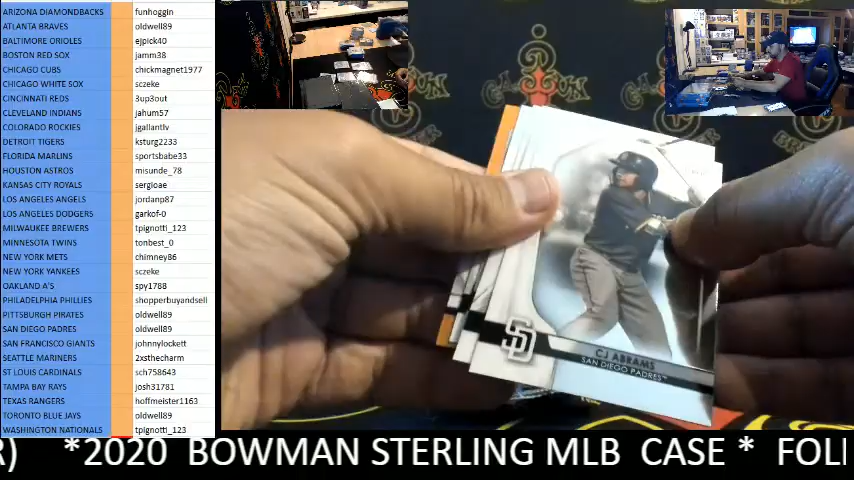 ARIZONA DIAMONDBACKS funhoggin
ATLANTA BRAVES oldwell89
BALTIMORE ORIOLES ejpick40
BOSTON RED SOX jamm38
CHICAGO CUBS chickmagnet1977
CHICAGO WHITE SOX sczeke
CINCINNATI REDS 3up3out
CLEVELAND INDIANS jahum57
COLORADO ROCKIES jgallantlv
DETROIT TIGERS ksturg2233
FLORIDA MARLINS sportsbabe33
HOUSTON ASTROS misunde_78
KANSAS CITY ROYALS sergioae
LOS ANGELES ANGELS jordanp87
LOS ANGELES DODGERS garkof-0
MILWAUKEE BREWERS tpignotti_123
MINNESOTA TWINS tonbest_0
NEW YORK METS chimney86
NEW YORK YANKEES sczeke
OAKLAND A'S spy1788
PHILADELPHIA PHILLIES shopperbuyandsell
PITTSBURGH PIRATES oldwell89
SAN DIEGO PADRES oldwell89
SAN FRANCISCO GIANTS johnnylockett
SEATTLE MARINERS 2xsthecharm
ST LOUIS CARDINALS sch758643
TAMPA BAY RAYS josh31781
TEXAS RANGERS hoffmeister1163
TORONTO BLUE JAYS oldwell89
WASHINGTON NATIONALS tpignotti_123
SD
CJ ABRAMS
SAN DIEGO PADRES™
R) *2020 BOWMAN STERLING MLB CASE * FOLI